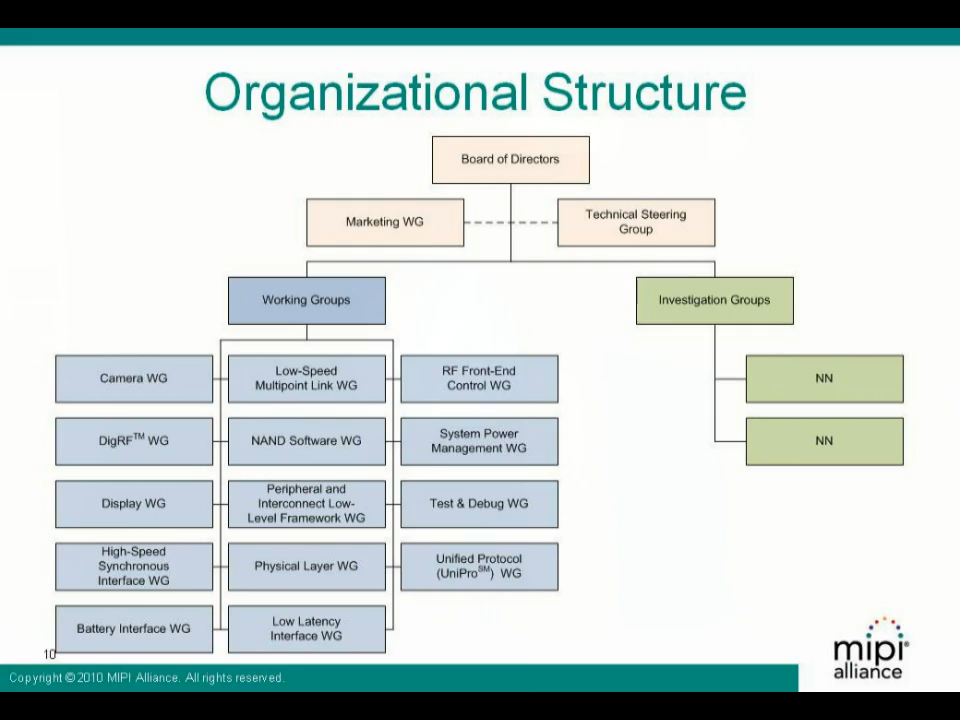 Organizational Structure
Board of Directors
Marketing WG
Technical Steering
Group
Working Groups
Investigation Groups
Camera WG
Low-Speed
Multipoint Link WG
RF Front-End
Control WG
NN
DigRF™ WG
NAND Software WG
System Power
Management WG
NN
Display WG
Peripheral and
Interconnect Low-
Level Framework WG
Test & Debug WG
High-Speed
Synchronous
Interface WG
Physical Layer WG
Unified Protocol
(UniPro℠) WG
Battery Interface WG
Low Latency
Interface WG
10
mipi®
alliance
Copyright © 2010 MIPI Alliance. All rights reserved.